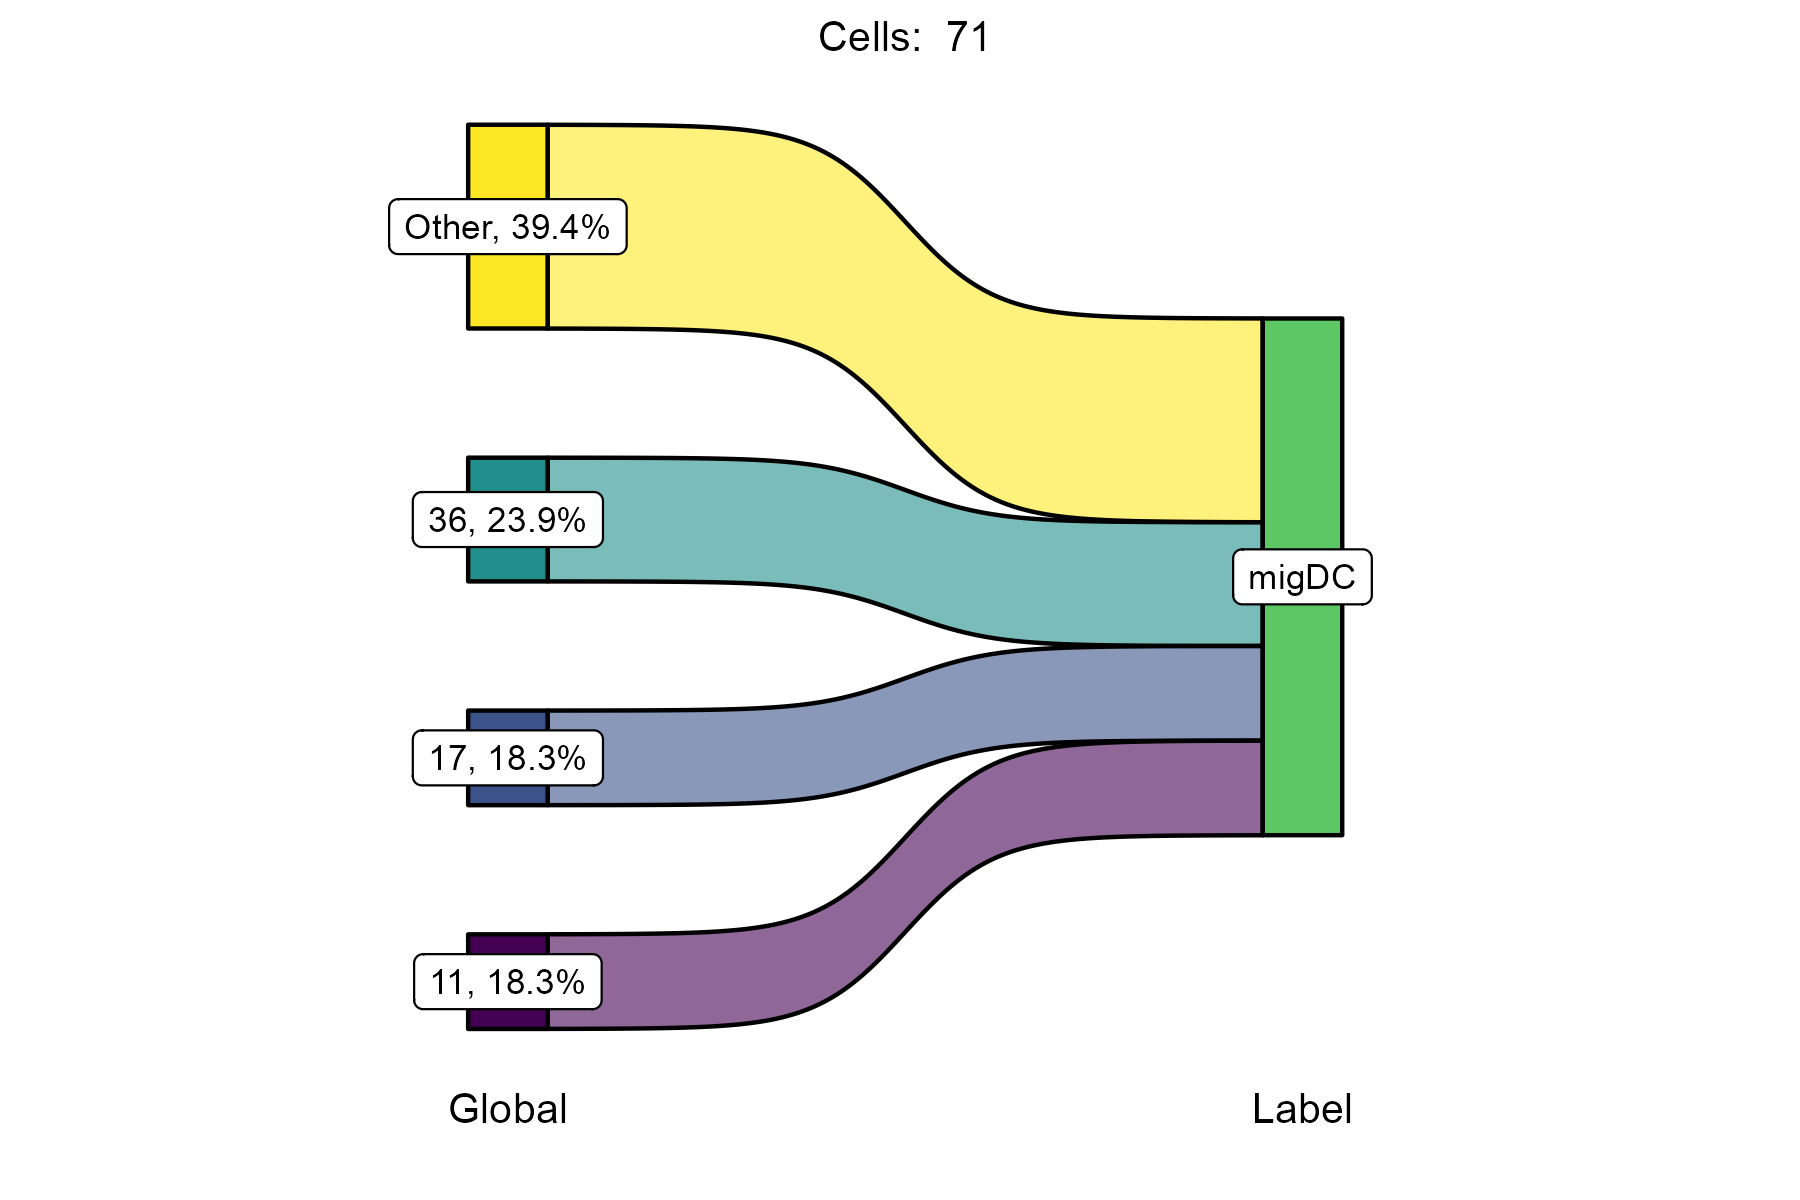 Cells:  71
Other, 39.4%
36, 23.9%
migDC
17, 18.3%
11, 18.3%
Global
Label